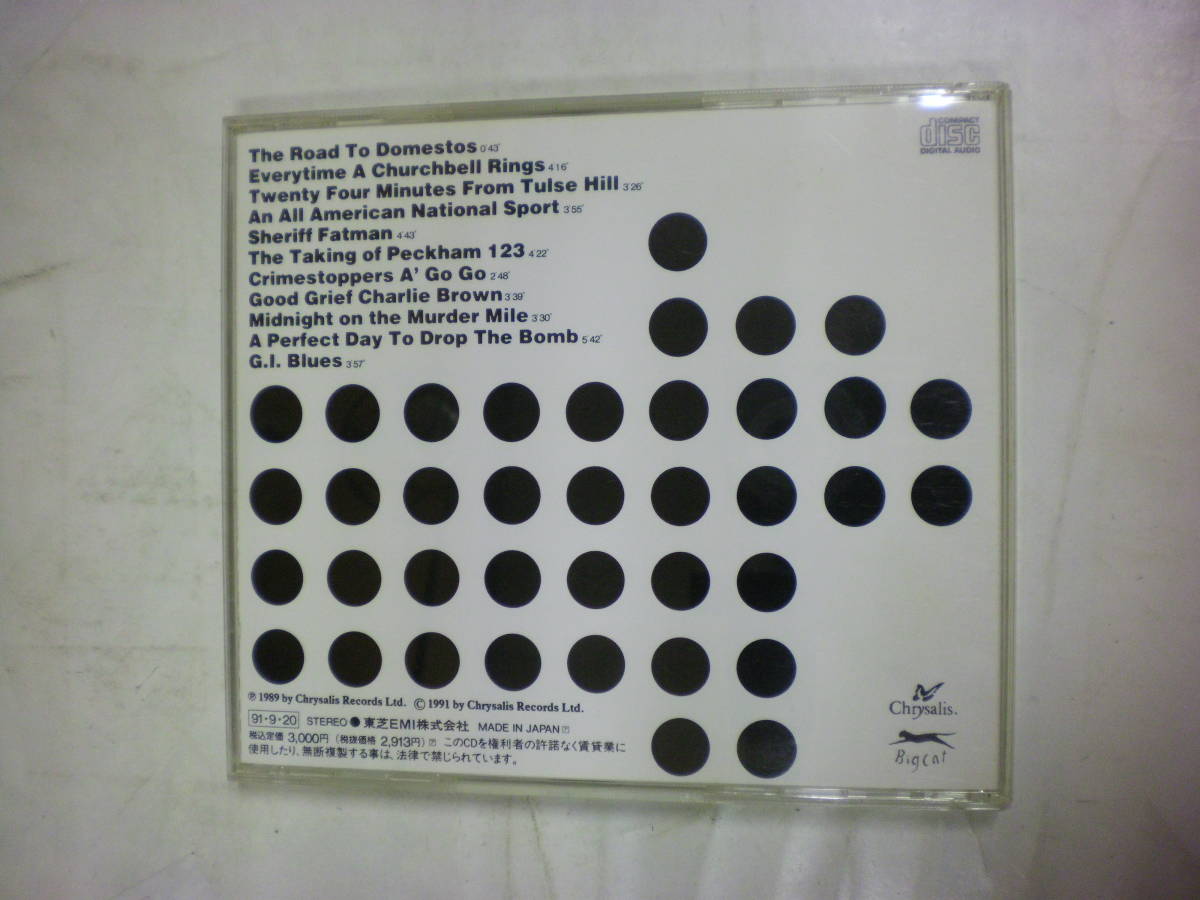 The Road To Domestos 0'43"
Everytime A Churchbell Rings 4'16"
Twenty Four Minutes From Tulse Hill 3'26"
An All American National Sport 3'55"
Sheriff Fatman 4'43"
The Taking of Peckham 123 4'22"
Crimestoppers A' Go Go 2'48"
Good Grief Charlie Brown 3'39"
Midnight on the Murder Mile 3'30"
A Perfect Day To Drop The Bomb 5'42"
G.I. Blues 3'57"
COMPACT
disc
DIGITAL AUDIO
℗ 1989 by Chrysalis Records Ltd. © 1991 by Chrysalis Records Ltd.
91・9・20 STEREO ● 東芝EMI株式会社 MADE IN JAPAN
税込定価 3,000円 (税抜価格 2,913円) このCDを権利者の許諾なく賃貸業に
使用したり、無断複製する事は、法律で禁じられています。
Chrysalis.
Big cat